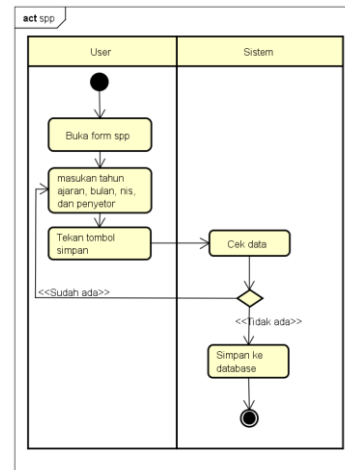 act spp
User
Sistem
Buka form spp
masukan tahun
ajaran, bulan, nis,
dan penyetor
Tekan tombol
simpan
Cek data
<<Sudah ada>>
<<Tidak ada>>
Simpan ke
database